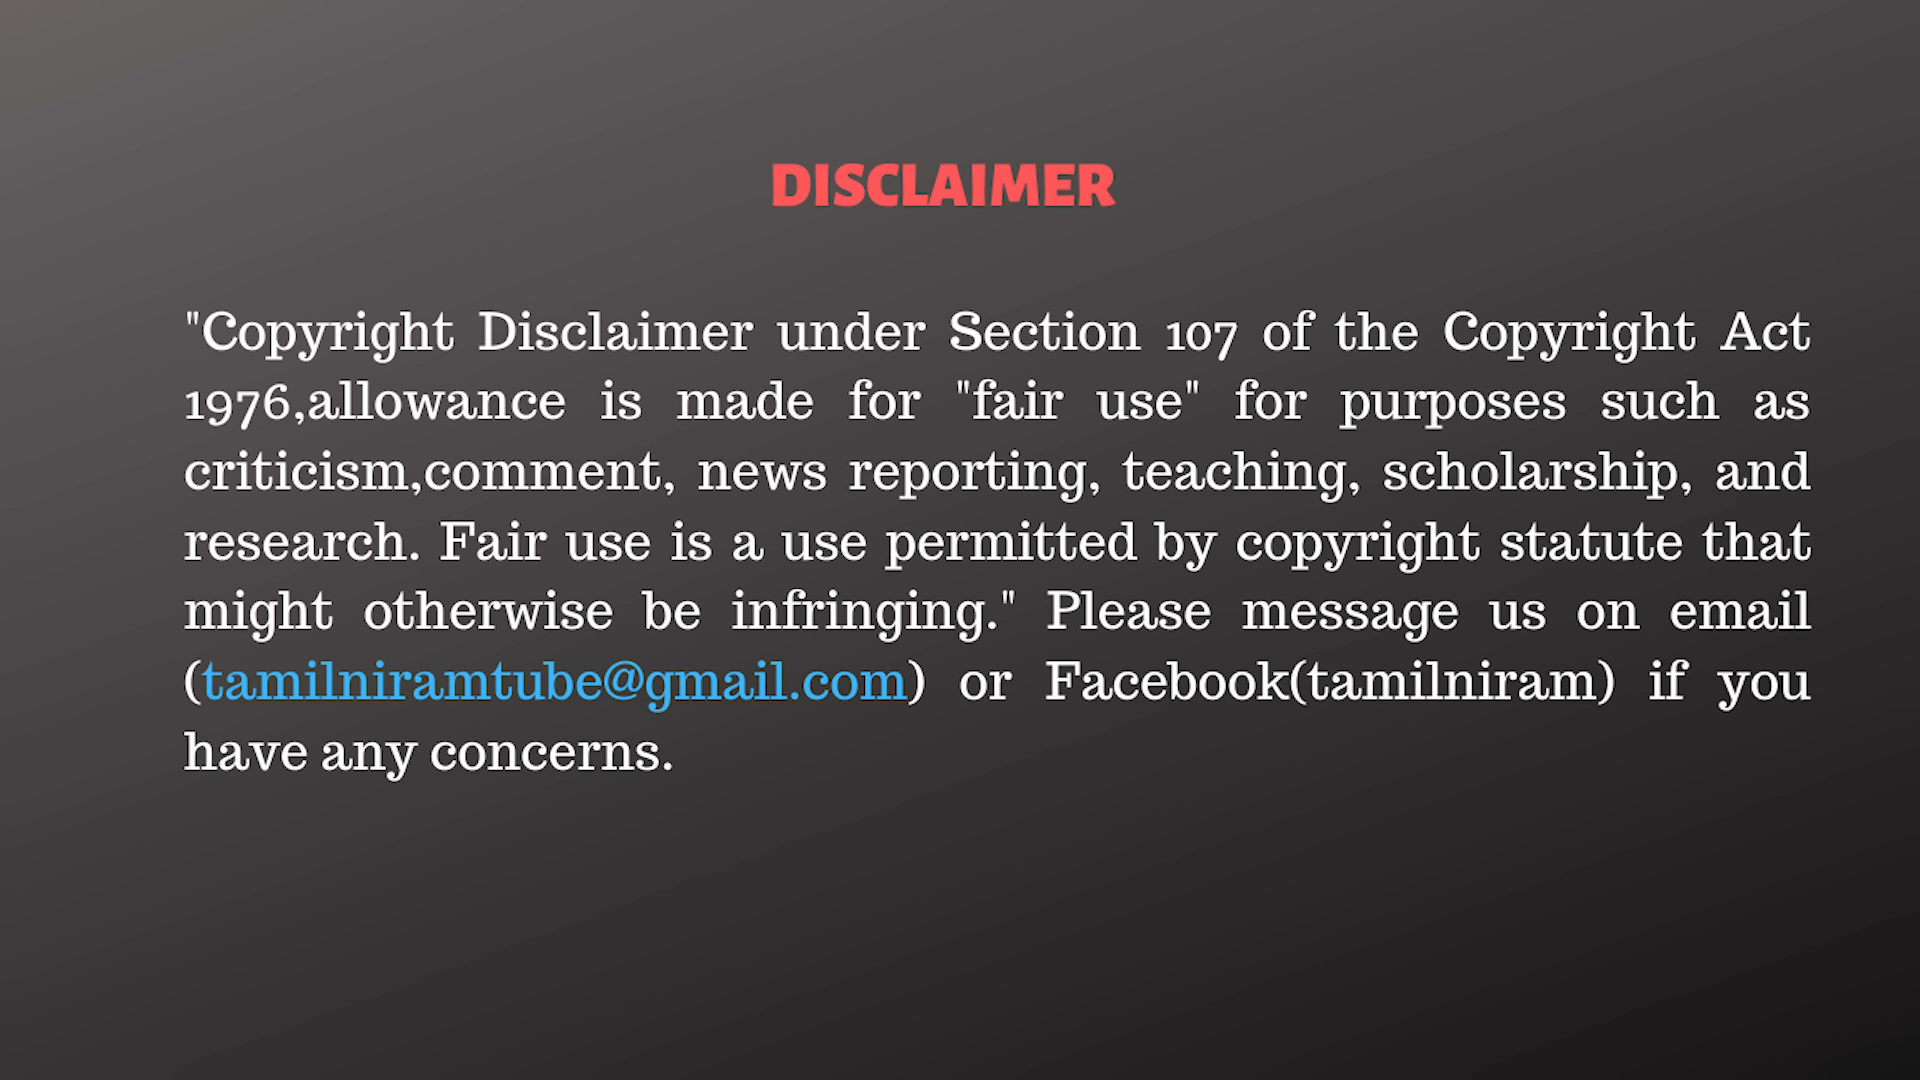 DISCLAIMER
"Copyright Disclaimer under Section 107 of the Copyright Act
1976,allowance is made for "fair use" for purposes such as
criticism,comment, news reporting, teaching, scholarship, and
research. Fair use is a use permitted by copyright statute that
might otherwise be infringing." Please message us on email
(tamilniramtube@gmail.com) or Facebook(tamilniram) if you
have any concerns.